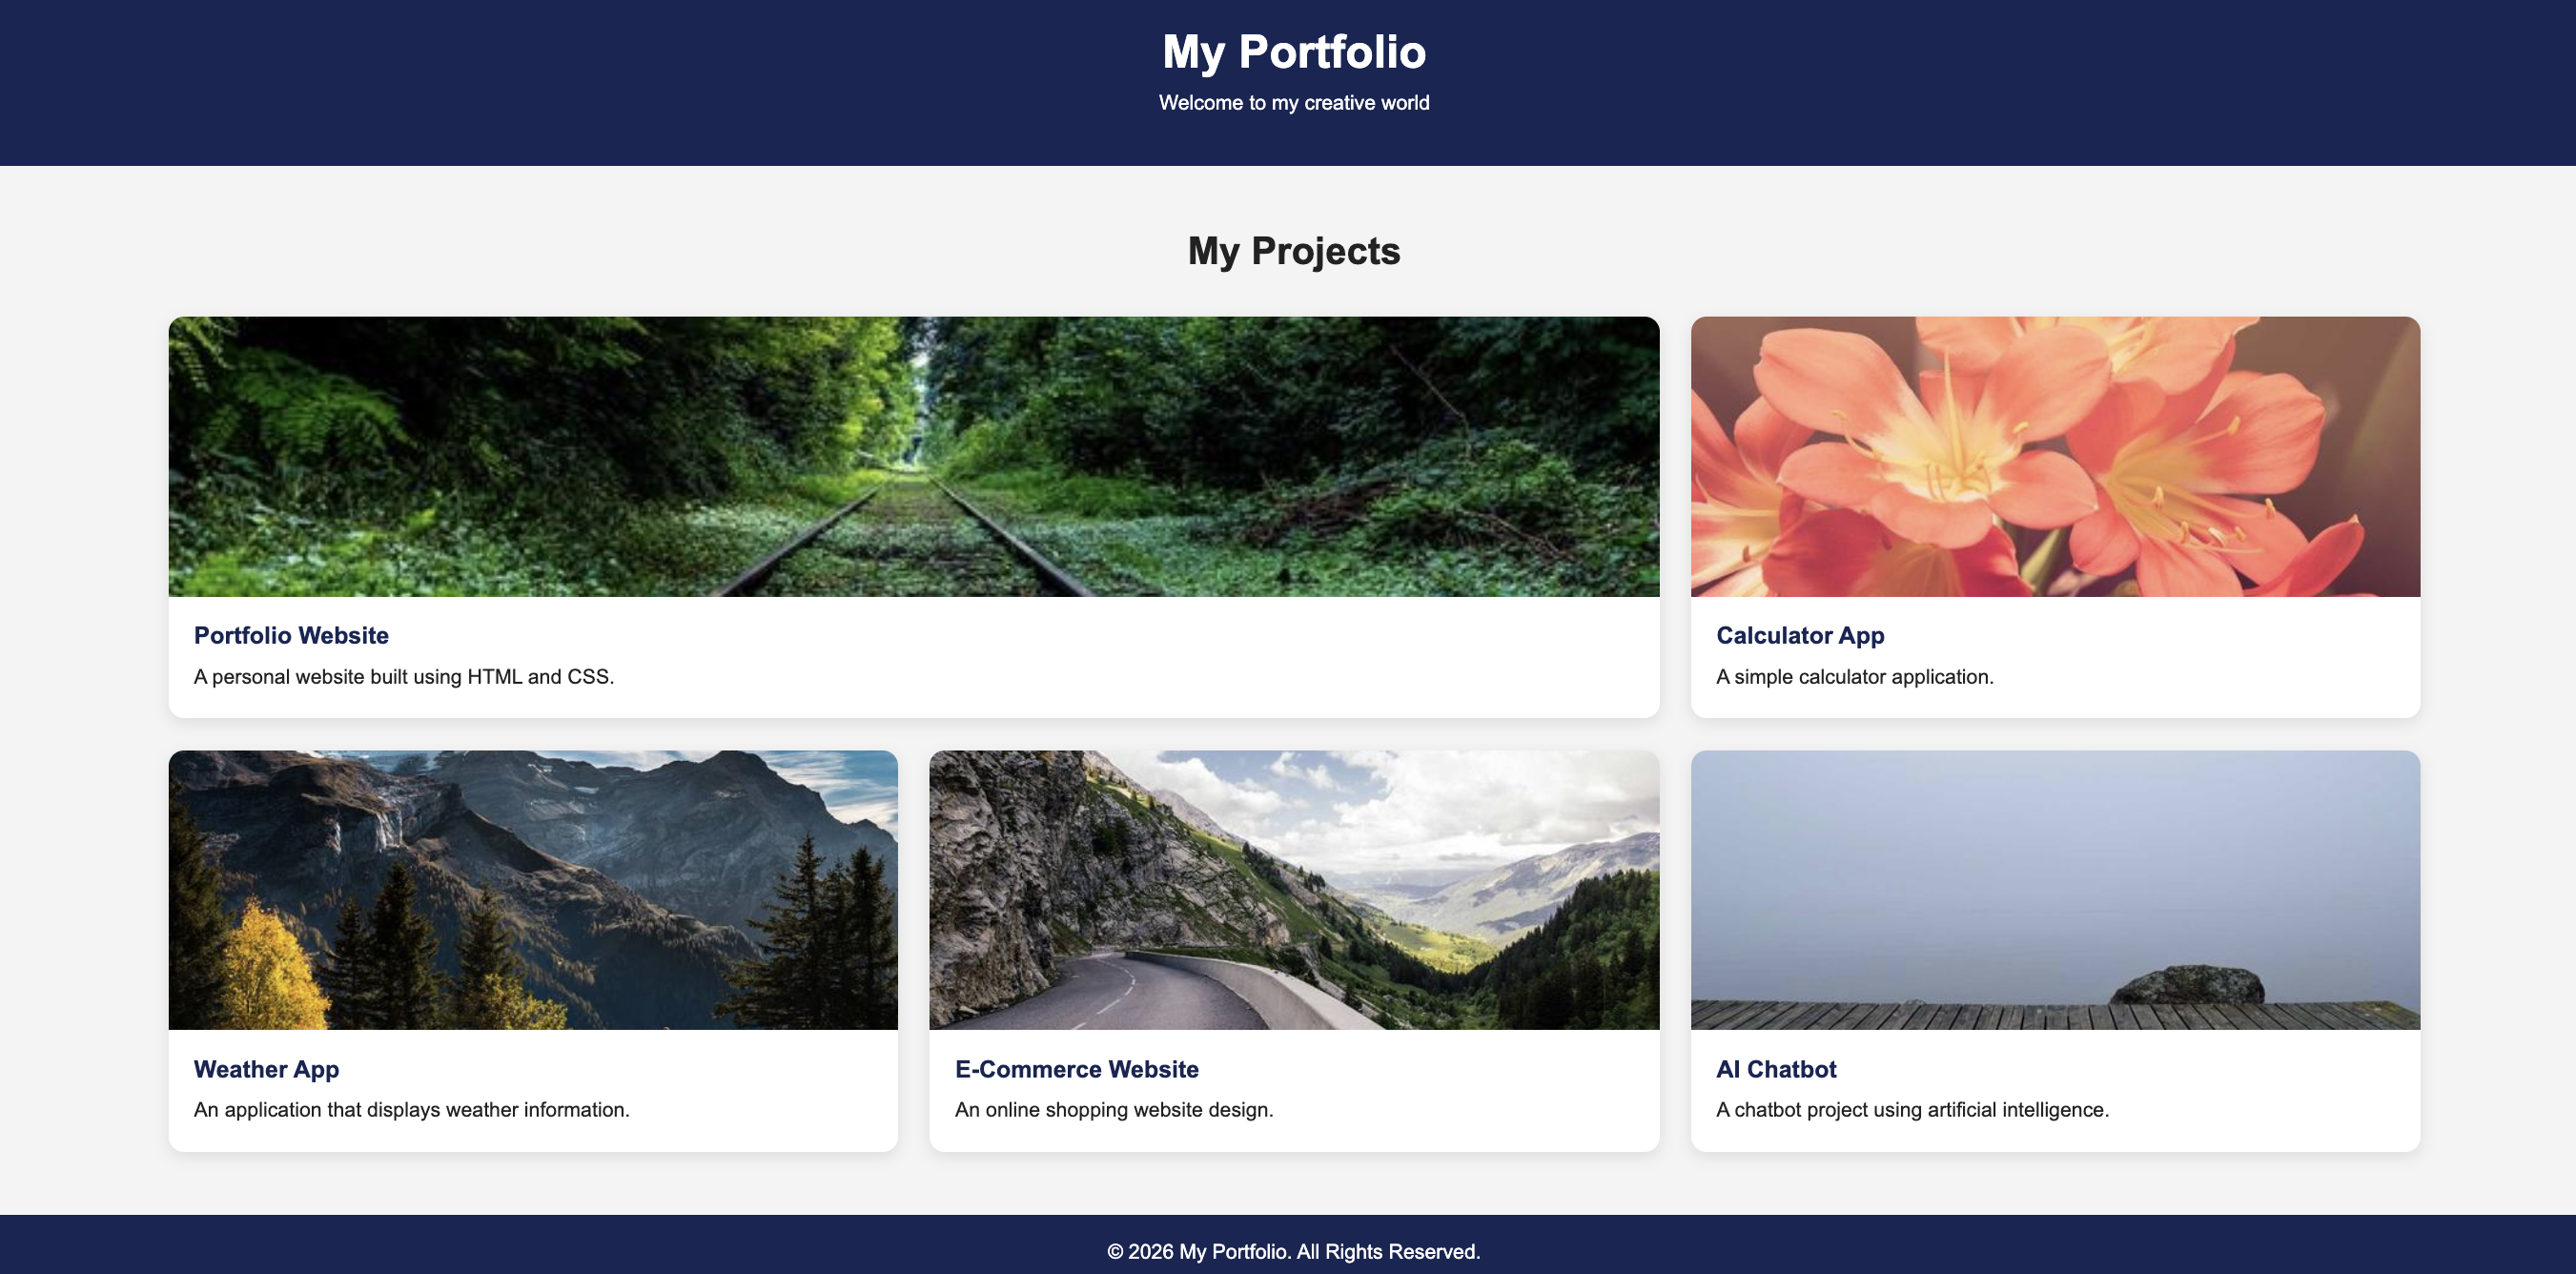 My Portfolio
Welcome to my creative world
My Projects
Portfolio Website
A personal website built using HTML and CSS.
Calculator App
A simple calculator application.
Weather App
An application that displays weather information.
E-Commerce Website
An online shopping website design.
AI Chatbot
A chatbot project using artificial intelligence.
© 2026 My Portfolio. All Rights Reserved.